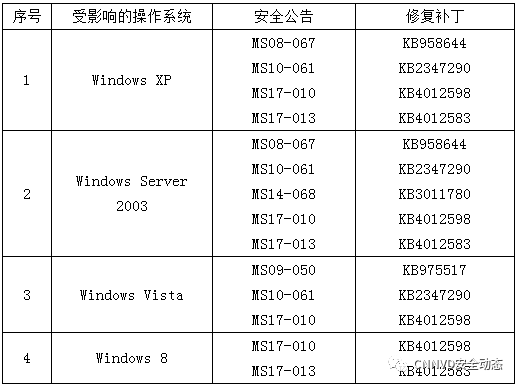 序号 受影响的操作系统 安全公告 修复补丁
1 Windows XP
MS08-067 KB958644
MS10-061 KB2347290
MS17-010 KB4012598
MS17-013 KB4012583
2 Windows Server
2003
MS08-067 KB958644
MS10-061 KB2347290
MS14-068 KB3011780
MS17-010 KB4012598
MS17-013 KB4012583
3 Windows Vista
MS09-050 KB975517
MS10-061 KB2347290
MS17-010 KB4012598
4 Windows 8
MS17-010 KB4012598
MS17-013 KB4012583
CNNVD安全动态